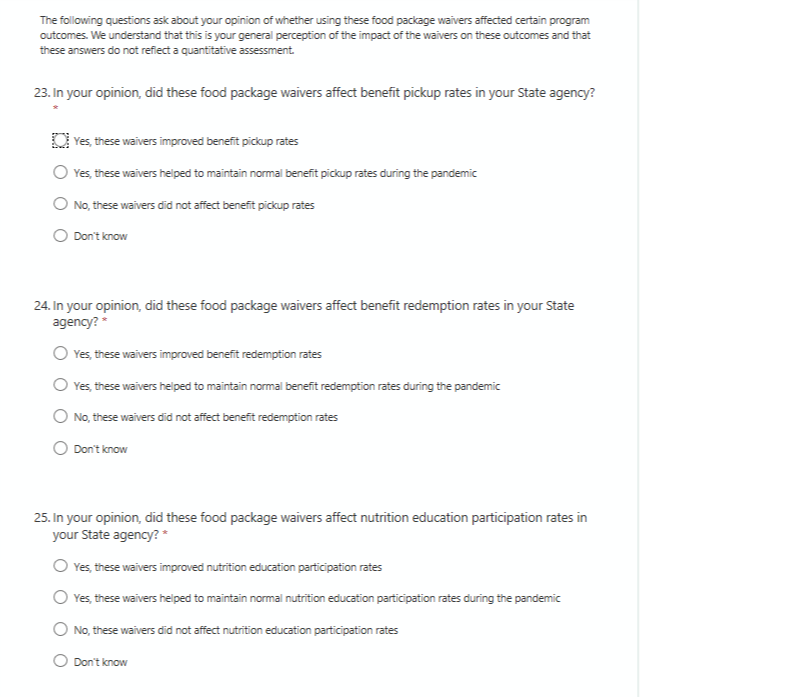 The following questions ask about your opinion of whether using these food package waivers affected certain program
outcomes. We understand that this is your general perception of the impact of the waivers on these outcomes and that
these answers do not reflect a quantitative assessment.
23. In your opinion, did these food package waivers affect benefit pickup rates in your State agency?
*
Yes, these waivers improved benefit pickup rates
Yes, these waivers helped to maintain normal benefit pickup rates during the pandemic
No, these waivers did not affect benefit pickup rates
Don't know
24. In your opinion, did these food package waivers affect benefit redemption rates in your State
agency? *
Yes, these waivers improved benefit redemption rates
Yes, these waivers helped to maintain normal benefit redemption rates during the pandemic
No, these waivers did not affect benefit redemption rates
Don't know
25. In your opinion, did these food package waivers affect nutrition education participation rates in
your State agency? *
Yes, these waivers improved nutrition education participation rates
Yes, these waivers helped to maintain normal nutrition education participation rates during the pandemic
No, these waivers did not affect nutrition education participation rates
Don't know